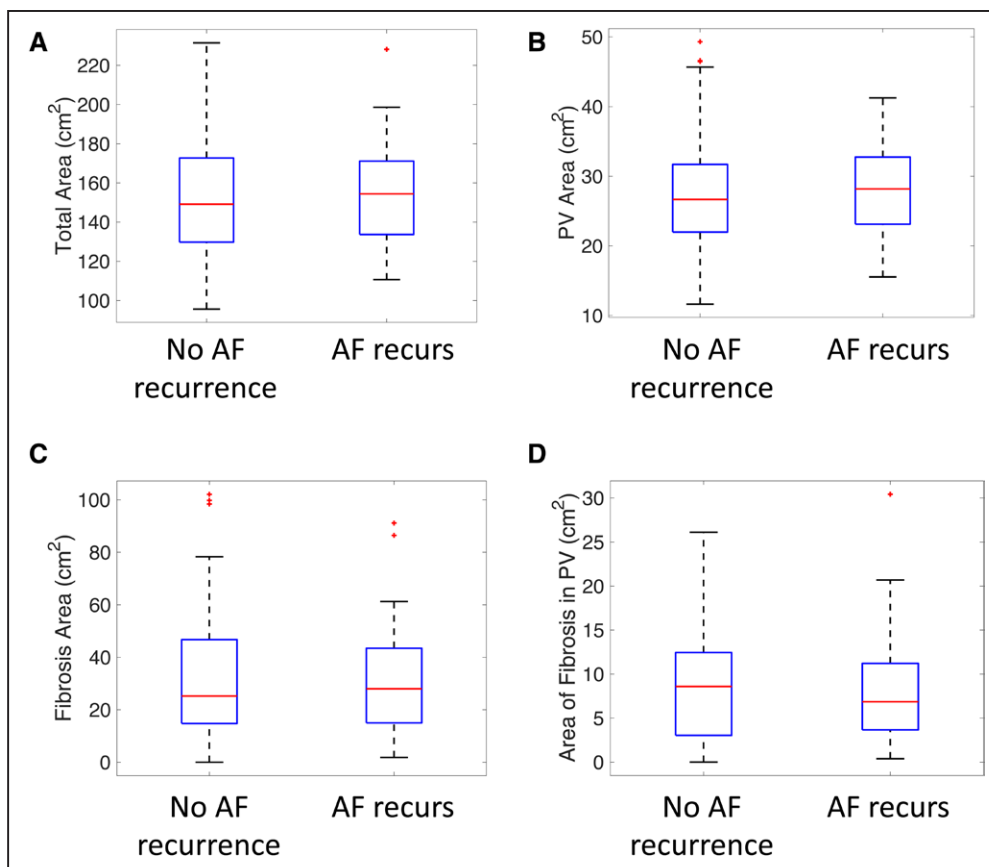 A
Total Area (cm²)
220
200
180
160
140
120
100
No AF
recurrence
AF recurs
B
PV Area (cm²)
50
40
30
20
10
No AF
recurrence
AF recurs
C
Fibrosis Area (cm²)
100
80
60
40
20
0
No AF
recurrence
AF recurs
D
Area of Fibrosis in PV (cm²)
30
25
20
15
10
5
0
No AF
recurrence
AF recurs